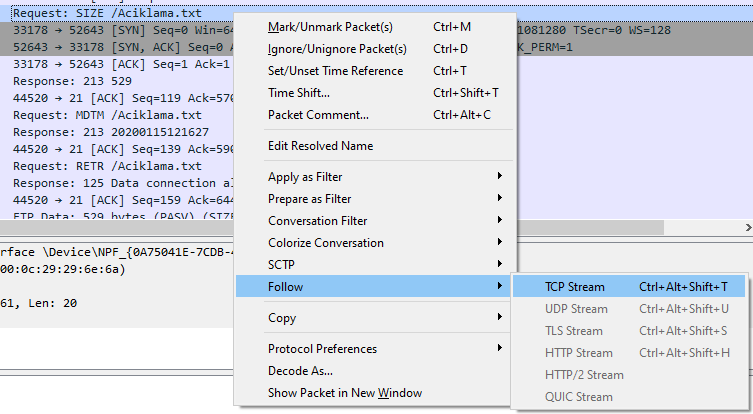 Request: SIZE /Aciklama.txt
33178 → 52643 [SYN] Seq=0 Win=64
1081280 TSecr=0 WS=128
52643 → 33178 [SYN, ACK] Seq=0 A
K_PERM=1
33178 → 52643 [ACK] Seq=1 Ack=1
Response: 213 529
44520 → 21 [ACK] Seq=119 Ack=570
Request: MDTM /Aciklama.txt
Response: 213 20200115121627
44520 → 21 [ACK] Seq=139 Ack=590
Request: RETR /Aciklama.txt
Response: 125 Data connection al
44520 → 21 [ACK] Seq=159 Ack=644
FTP Data: 529 bytes (PASV) (SIZE
rface \Device\NPF_{0A75041E-7CDB-4
00:0c:29:29:6e:6a)
61, Len: 20
Mark/Unmark Packet(s) Ctrl+M
Ignore/Unignore Packet(s) Ctrl+D
Set/Unset Time Reference Ctrl+T
Time Shift... Ctrl+Shift+T
Packet Comment... Ctrl+Alt+C
Edit Resolved Name
Apply as Filter
Prepare as Filter
Conversation Filter
Colorize Conversation
SCTP
Follow
Copy
Protocol Preferences
Decode As...
Show Packet in New Window
TCP Stream Ctrl+Alt+Shift+T
UDP Stream Ctrl+Alt+Shift+U
TLS Stream Ctrl+Alt+Shift+S
HTTP Stream Ctrl+Alt+Shift+H
HTTP/2 Stream
QUIC Stream